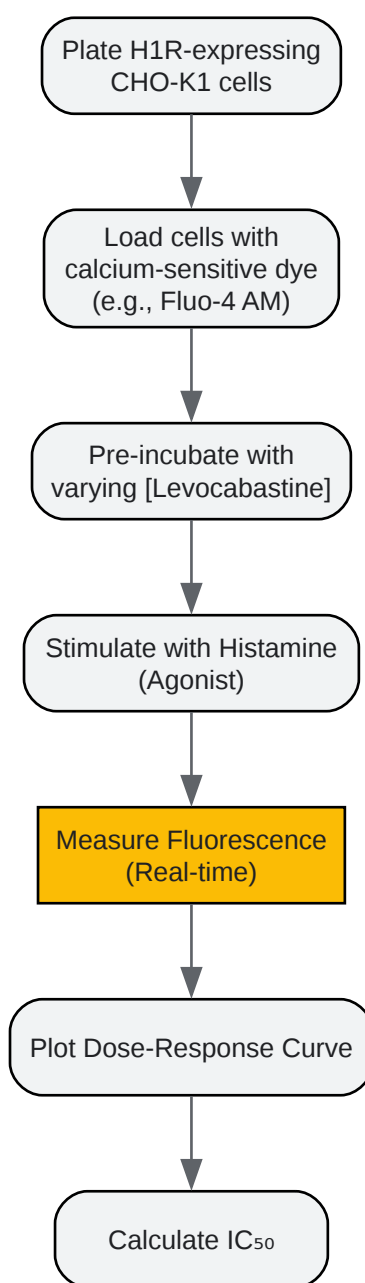 Plate H1R-expressing
CHO-K1 cells
Load cells with
calcium-sensitive dye
(e.g., Fluo-4 AM)
Pre-incubate with
varying [Levocabastine]
Stimulate with Histamine
(Agonist)
Measure Fluorescence
(Real-time)
Plot Dose-Response Curve
Calculate IC₅₀